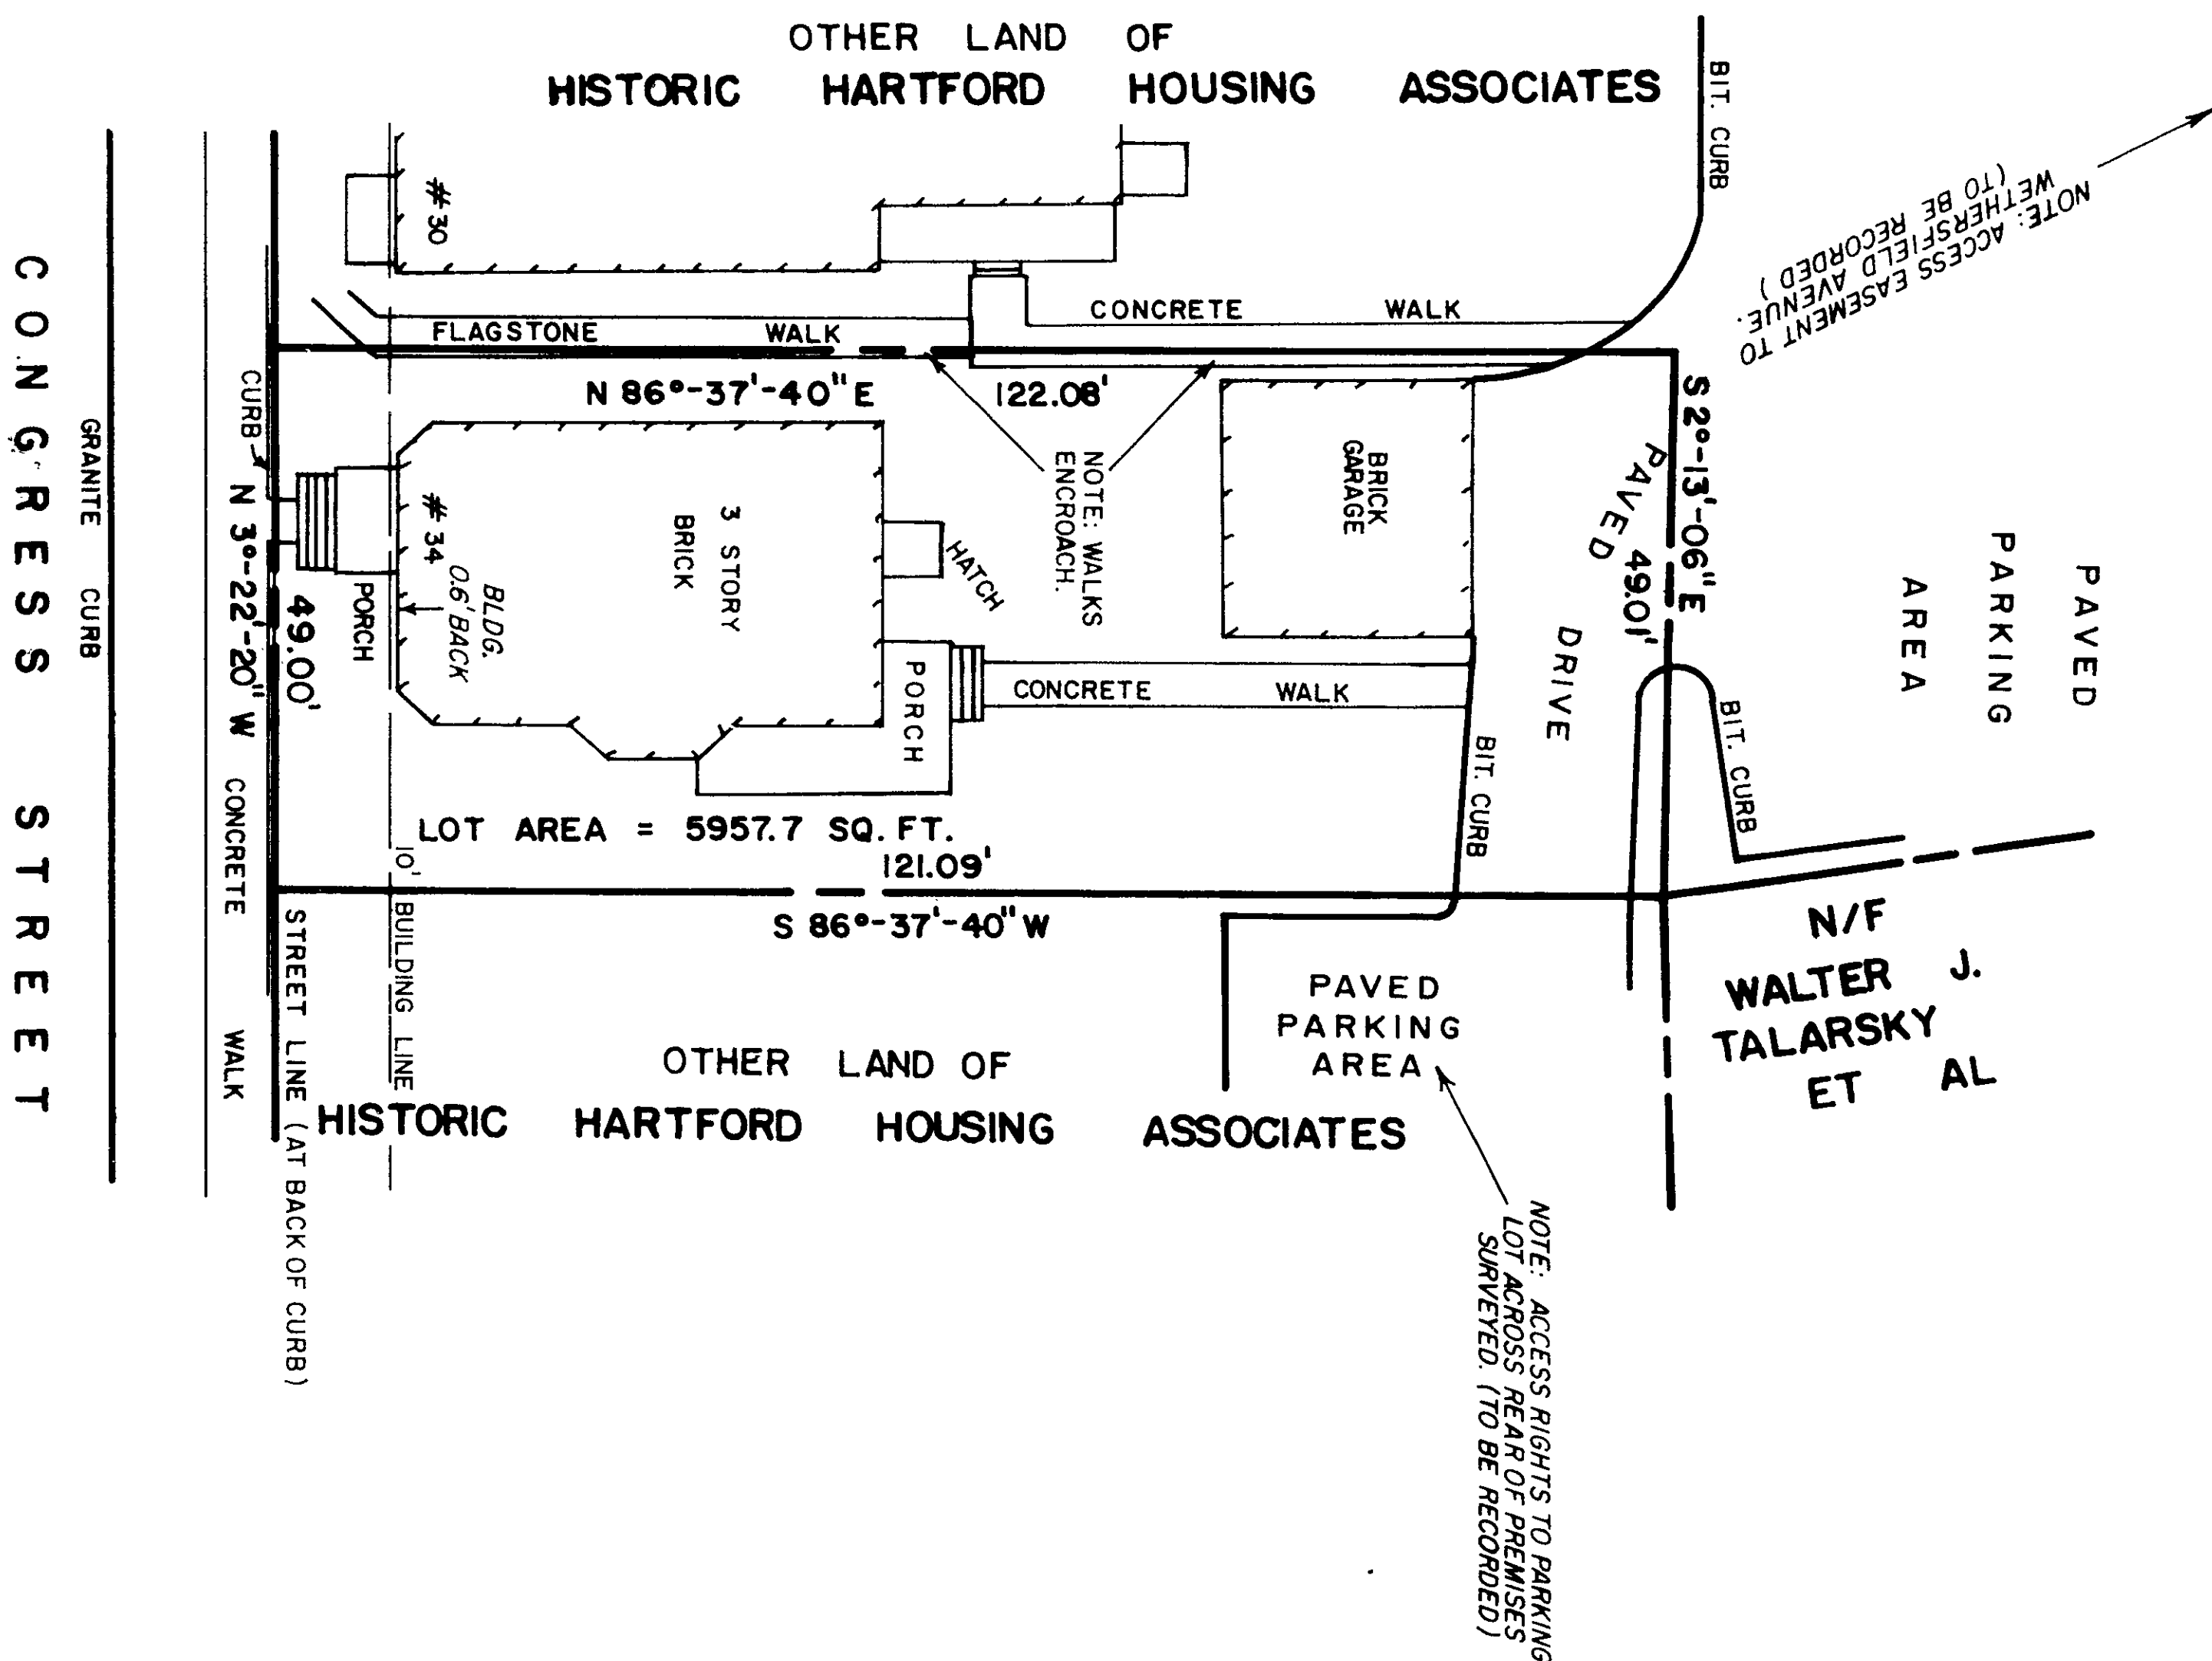 OTHER LAND OF
HISTORIC HARTFORD HOUSING ASSOCIATES
BIT. CURB
NOTE: ACCESS EASEMENT TO
WETHERSFIELD AVENUE.
(TO BE RECORDED)
#30
FLAGSTONE WALK
CONCRETE WALK
N 86°-37'-40" E 122.08'
S 2°-13'-06" E
49.01'
PAVED
DRIVE
PAVED
PARKING
AREA
CONGRESS STREET
GRANITE CURB
CURB
N 3°-22'-20" W
49.00'
CONCRETE WALK
PORCH
#34
BLDG.
0.6' BACK
3 STORY
BRICK
HATCH
NOTE: WALKS
ENCROACH.
BRICK
GARAGE
PORCH
CONCRETE WALK
BIT. CURB
BIT. CURB
LOT AREA = 5957.7 SQ. FT.
121.09'
S 86°-37'-40" W
10' BUILDING LINE
STREET LINE (AT BACK OF CURB)
N/F
WALTER J.
TALARSKY
ET AL
PAVED
PARKING
AREA
OTHER LAND OF
HISTORIC HARTFORD HOUSING ASSOCIATES
NOTE: ACCESS RIGHTS TO PARKING
LOT ACROSS REAR OF PREMISES
SURVEYED. (TO BE RECORDED)